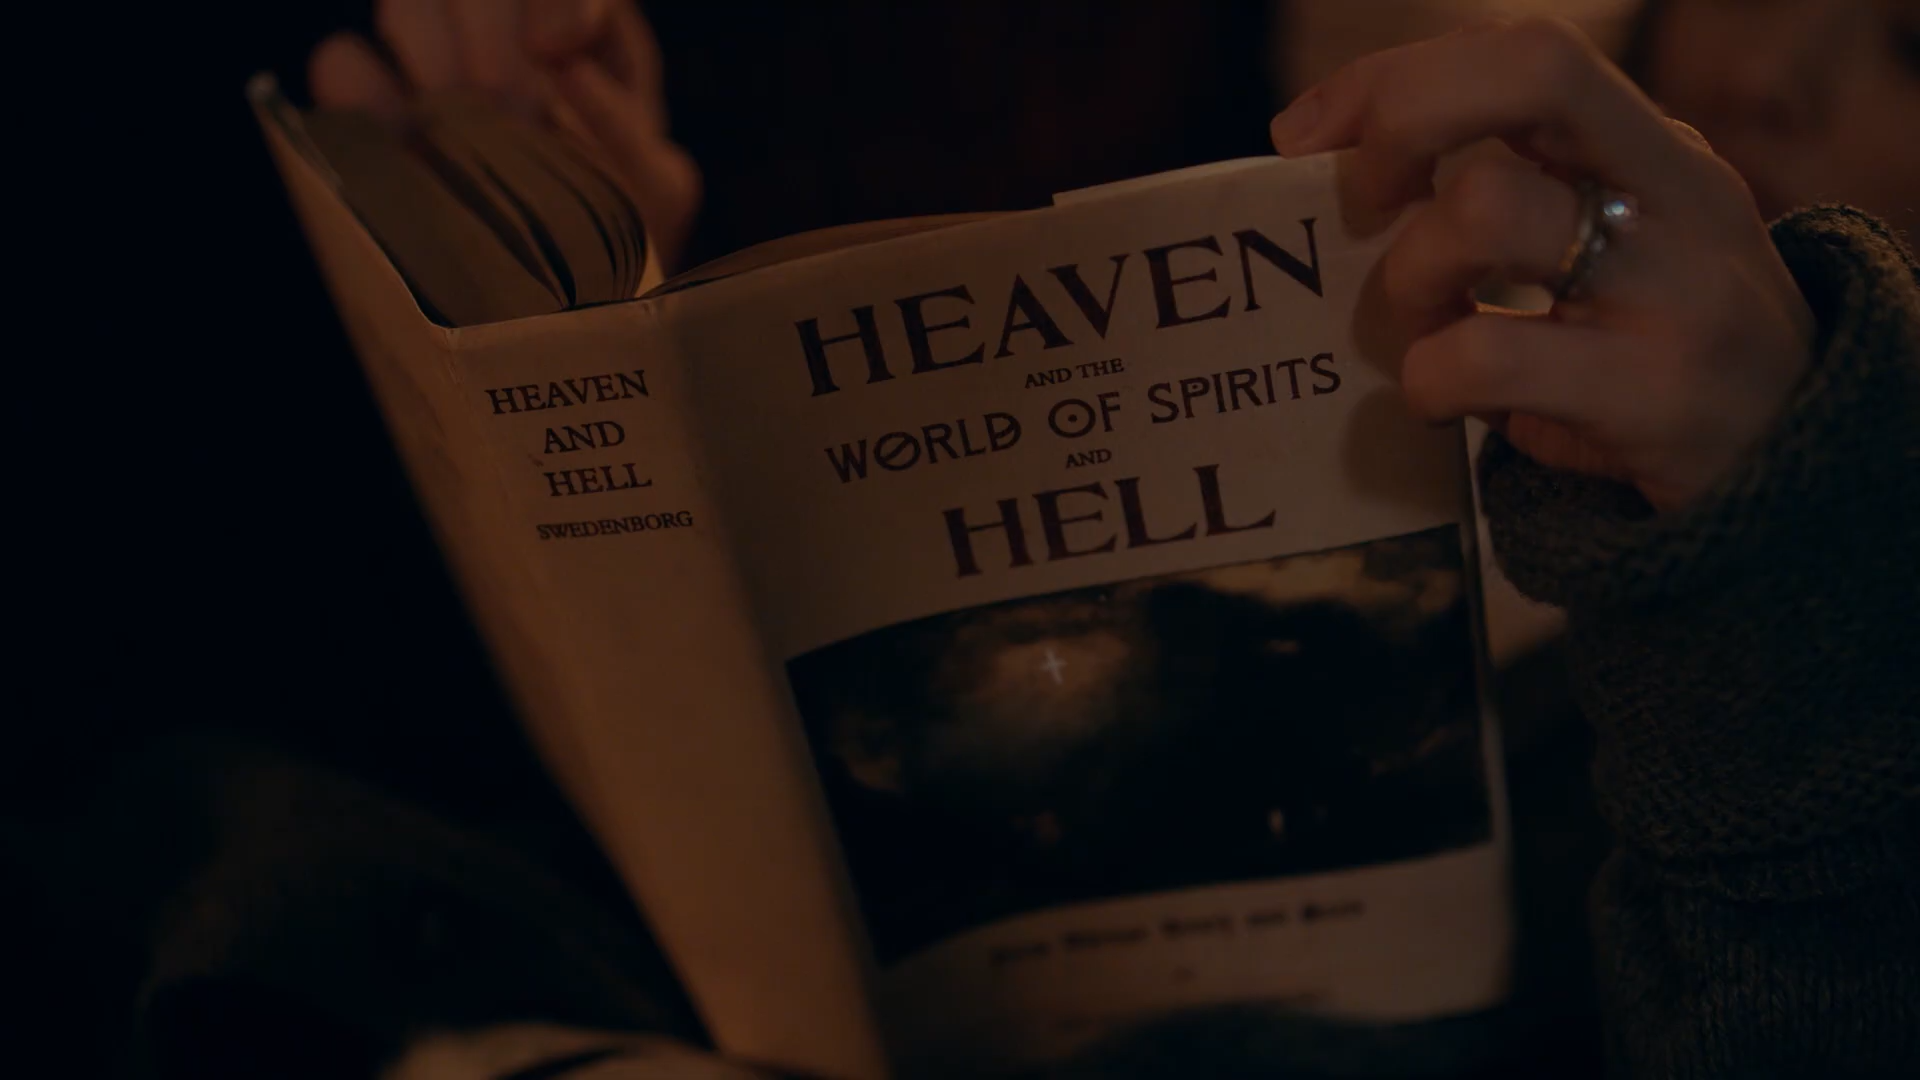 HEAVEN
AND
HELL
SWEDENBORG
HEAVEN
AND THE
WORLD OF SPIRITS
AND
HELL